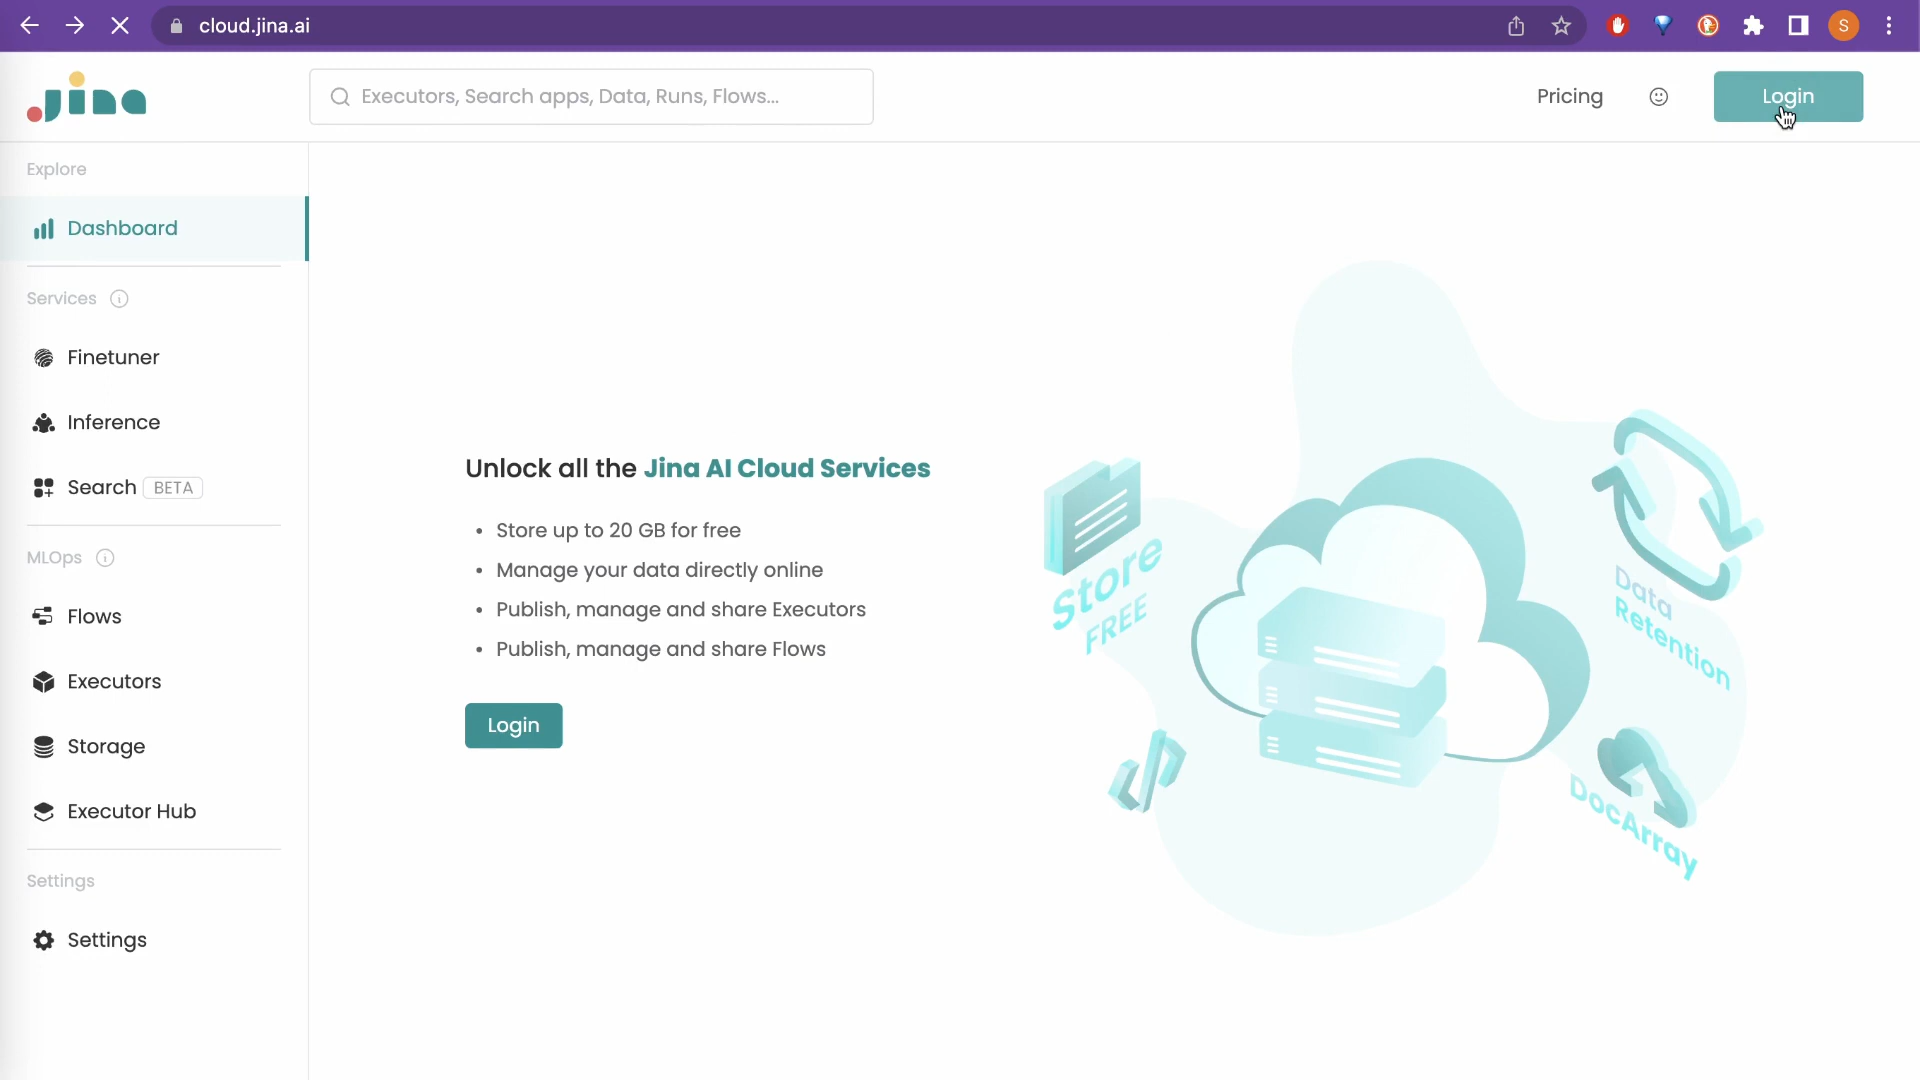 cloud.jina.ai
S
Jina
Executors, Search apps, Data, Runs, Flows...
Pricing
Login
Explore
Dashboard
Services
Finetuner
Inference
Search BETA
MLOps
Flows
Executors
Storage
Executor Hub
Settings
Settings
Unlock all the Jina AI Cloud Services
• Store up to 20 GB for free
• Manage your data directly online
• Publish, manage and share Executors
• Publish, manage and share Flows
Login
Store
FREE
Data
Retention
</>
DocArray